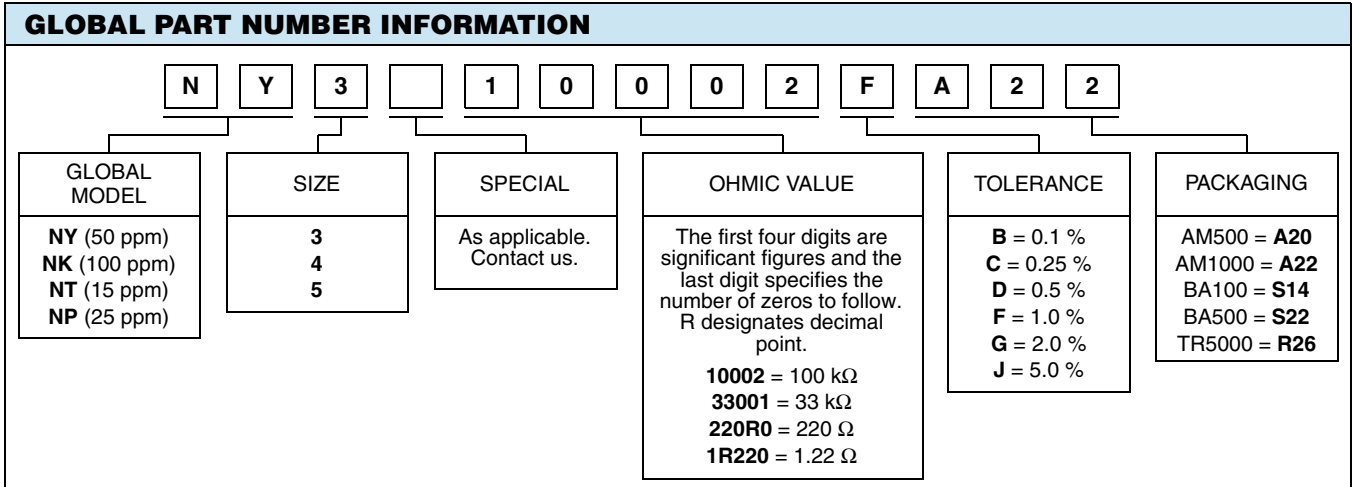 GLOBAL PART NUMBER INFORMATION
N Y 3 1 0 0 0 2 F A 2 2
GLOBAL
MODEL
NY (50 ppm)
NK (100 ppm)
NT (15 ppm)
NP (25 ppm)
SIZE
3
4
5
SPECIAL
As applicable.
Contact us.
OHMIC VALUE
The first four digits are
significant figures and the
last digit specifies the
number of zeros to follow.
R designates decimal
point.
10002 = 100 kΩ
33001 = 33 kΩ
220R0 = 220 Ω
1R220 = 1.22 Ω
TOLERANCE
B = 0.1 %
C = 0.25 %
D = 0.5 %
F = 1.0 %
G = 2.0 %
J = 5.0 %
PACKAGING
AM500 = A20
AM1000 = A22
BA100 = S14
BA500 = S22
TR5000 = R26